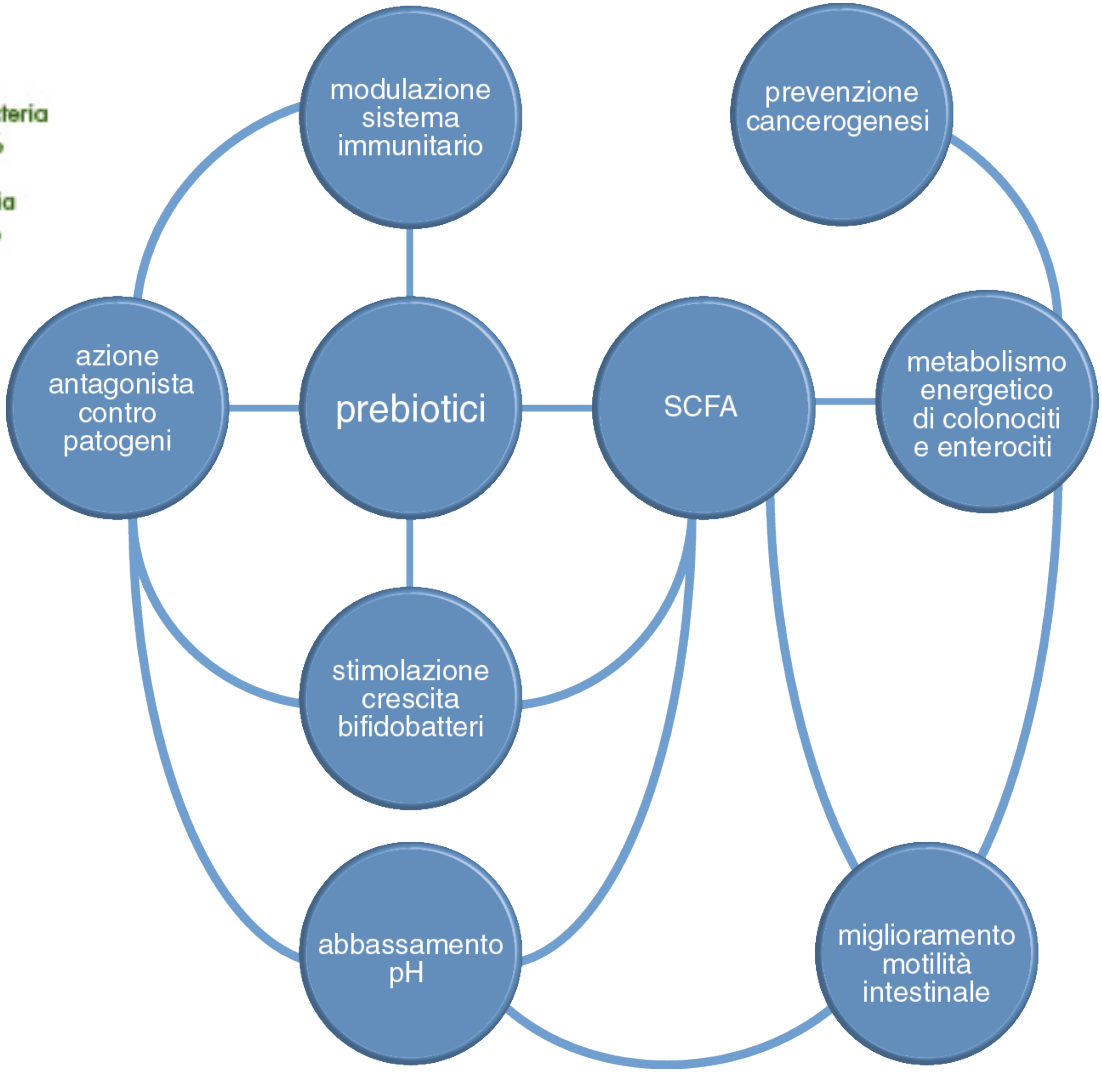 modulazione
sistema
immunitario
prevenzione
cancerogenesi
azione
antagonista
contro
patogeni
prebiotici
SCFA
metabolismo
energetico
di colonociti
e enterociti
stimolazione
crescita
bifidobatteri
abbassamento
pH
miglioramento
motilità
intestinale